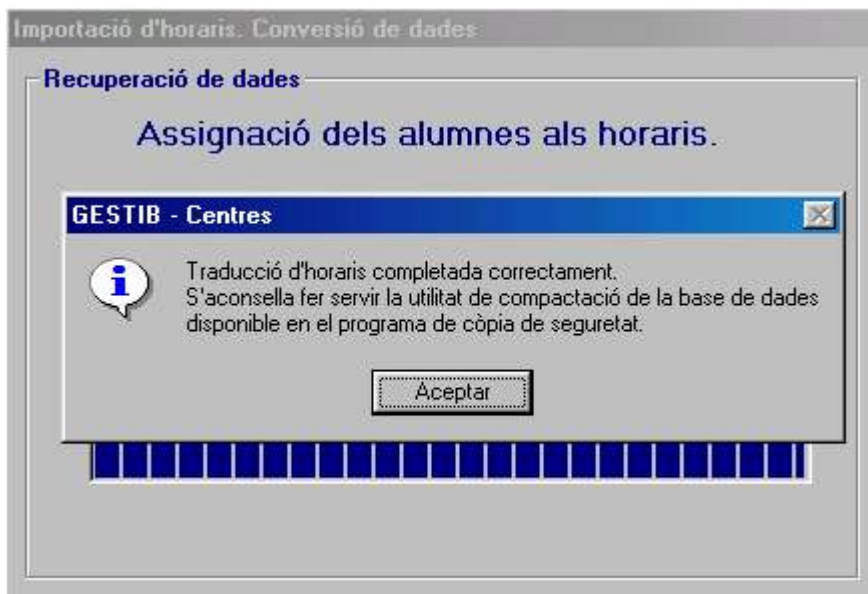 Importació d'horaris. Conversió de dades
Recuperació de dades
Assignació dels alumnes als horaris.
GESTIB - Centres
Traducció d'horaris completada correctament.
S'aconsella fer servir la utilitat de compactació de la base de dades
disponible en el programa de còpia de seguretat.
Aceptar